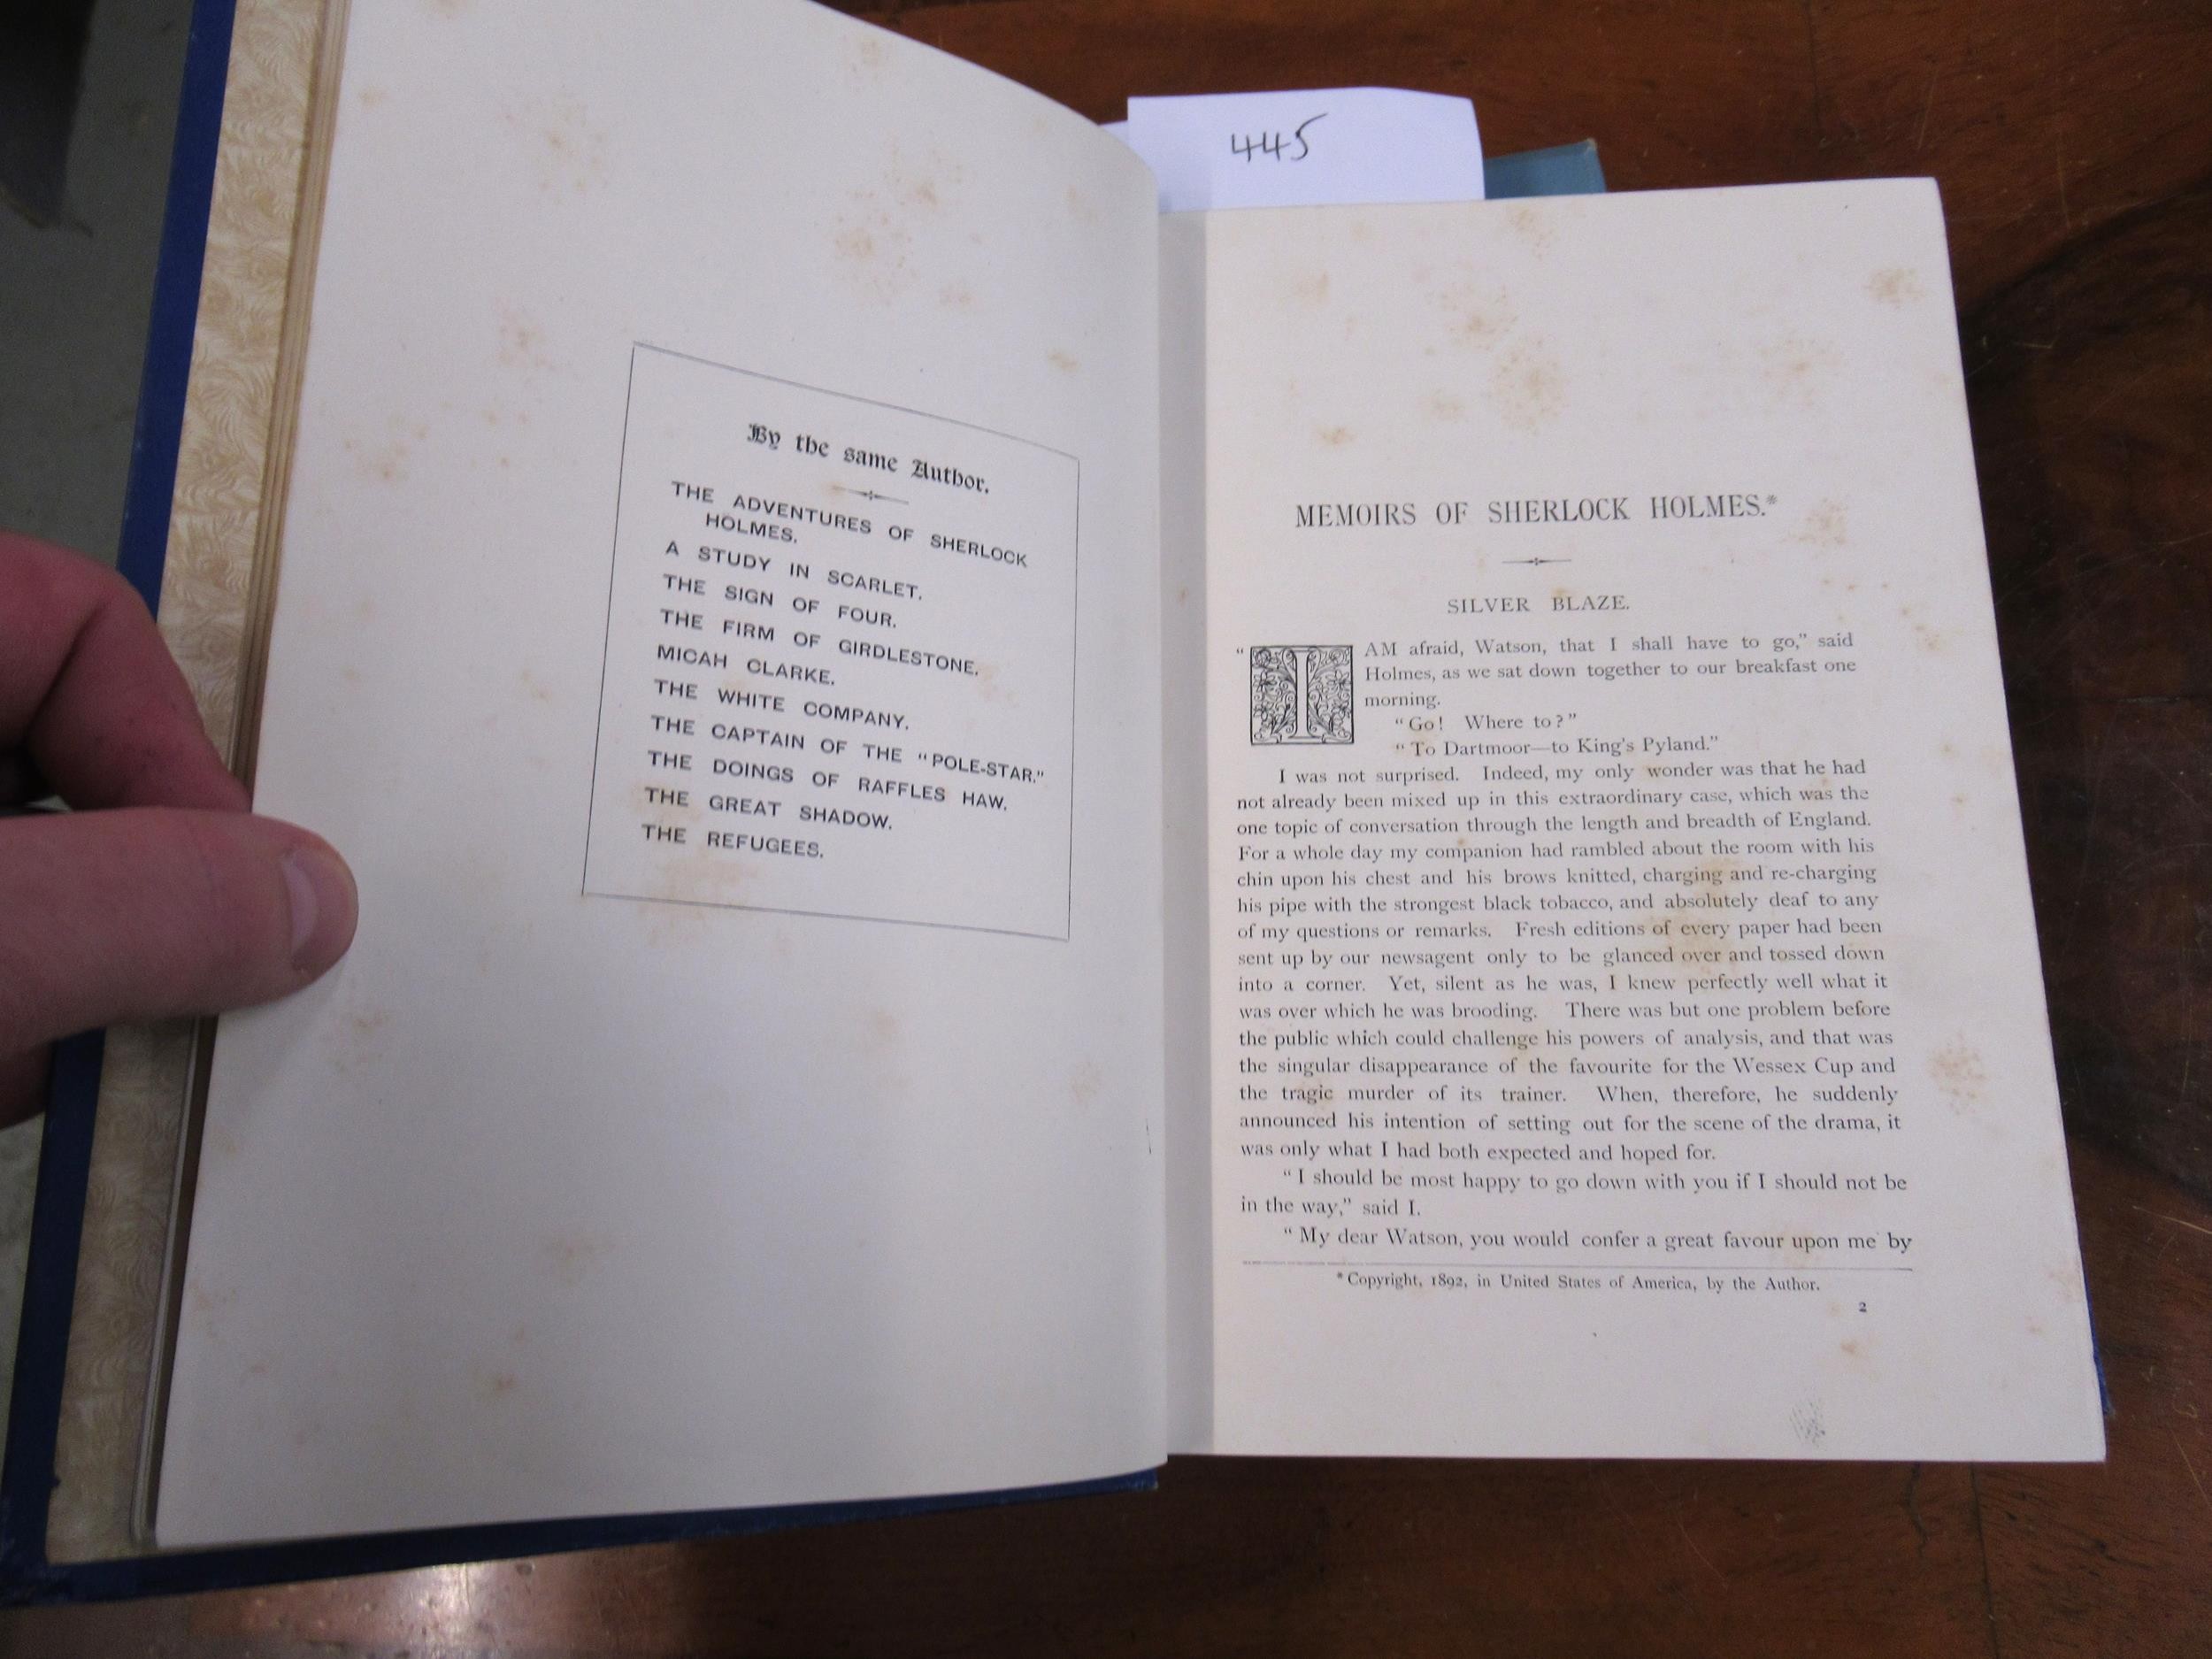 445
By the same Author.
THE ADVENTURES OF SHERLOCK
HOLMES.
A STUDY IN SCARLET.
THE SIGN OF FOUR.
THE FIRM OF GIRDLESTONE.
MICAH CLARKE.
THE WHITE COMPANY.
THE CAPTAIN OF THE "POLE-STAR."
THE DOINGS OF RAFFLES HAW.
THE GREAT SHADOW.
THE REFUGEES.
MEMOIRS OF SHERLOCK HOLMES.*
SILVER BLAZE.
"I AM afraid, Watson, that I shall have to go," said
Holmes, as we sat down together to our breakfast one
morning.
"Go! Where to?"
"To Dartmoor—to King's Pyland."
I was not surprised. Indeed, my only wonder was that he had
not already been mixed up in this extraordinary case, which was the
one topic of conversation through the length and breadth of England.
For a whole day my companion had rambled about the room with his
chin upon his chest and his brows knitted, charging and re-charging
his pipe with the strongest black tobacco, and absolutely deaf to any
of my questions or remarks. Fresh editions of every paper had been
sent up by our newsagent only to be glanced over and tossed down
into a corner. Yet, silent as he was, I knew perfectly well what it
was over which he was brooding. There was but one problem before
the public which could challenge his powers of analysis, and that was
the singular disappearance of the favourite for the Wessex Cup and
the tragic murder of its trainer. When, therefore, he suddenly
announced his intention of setting out for the scene of the drama, it
was only what I had both expected and hoped for.
"I should be most happy to go down with you if I should not be
in the way," said I.
"My dear Watson, you would confer a great favour upon me by
*Copyright, 1892, in United States of America, by the Author.
2